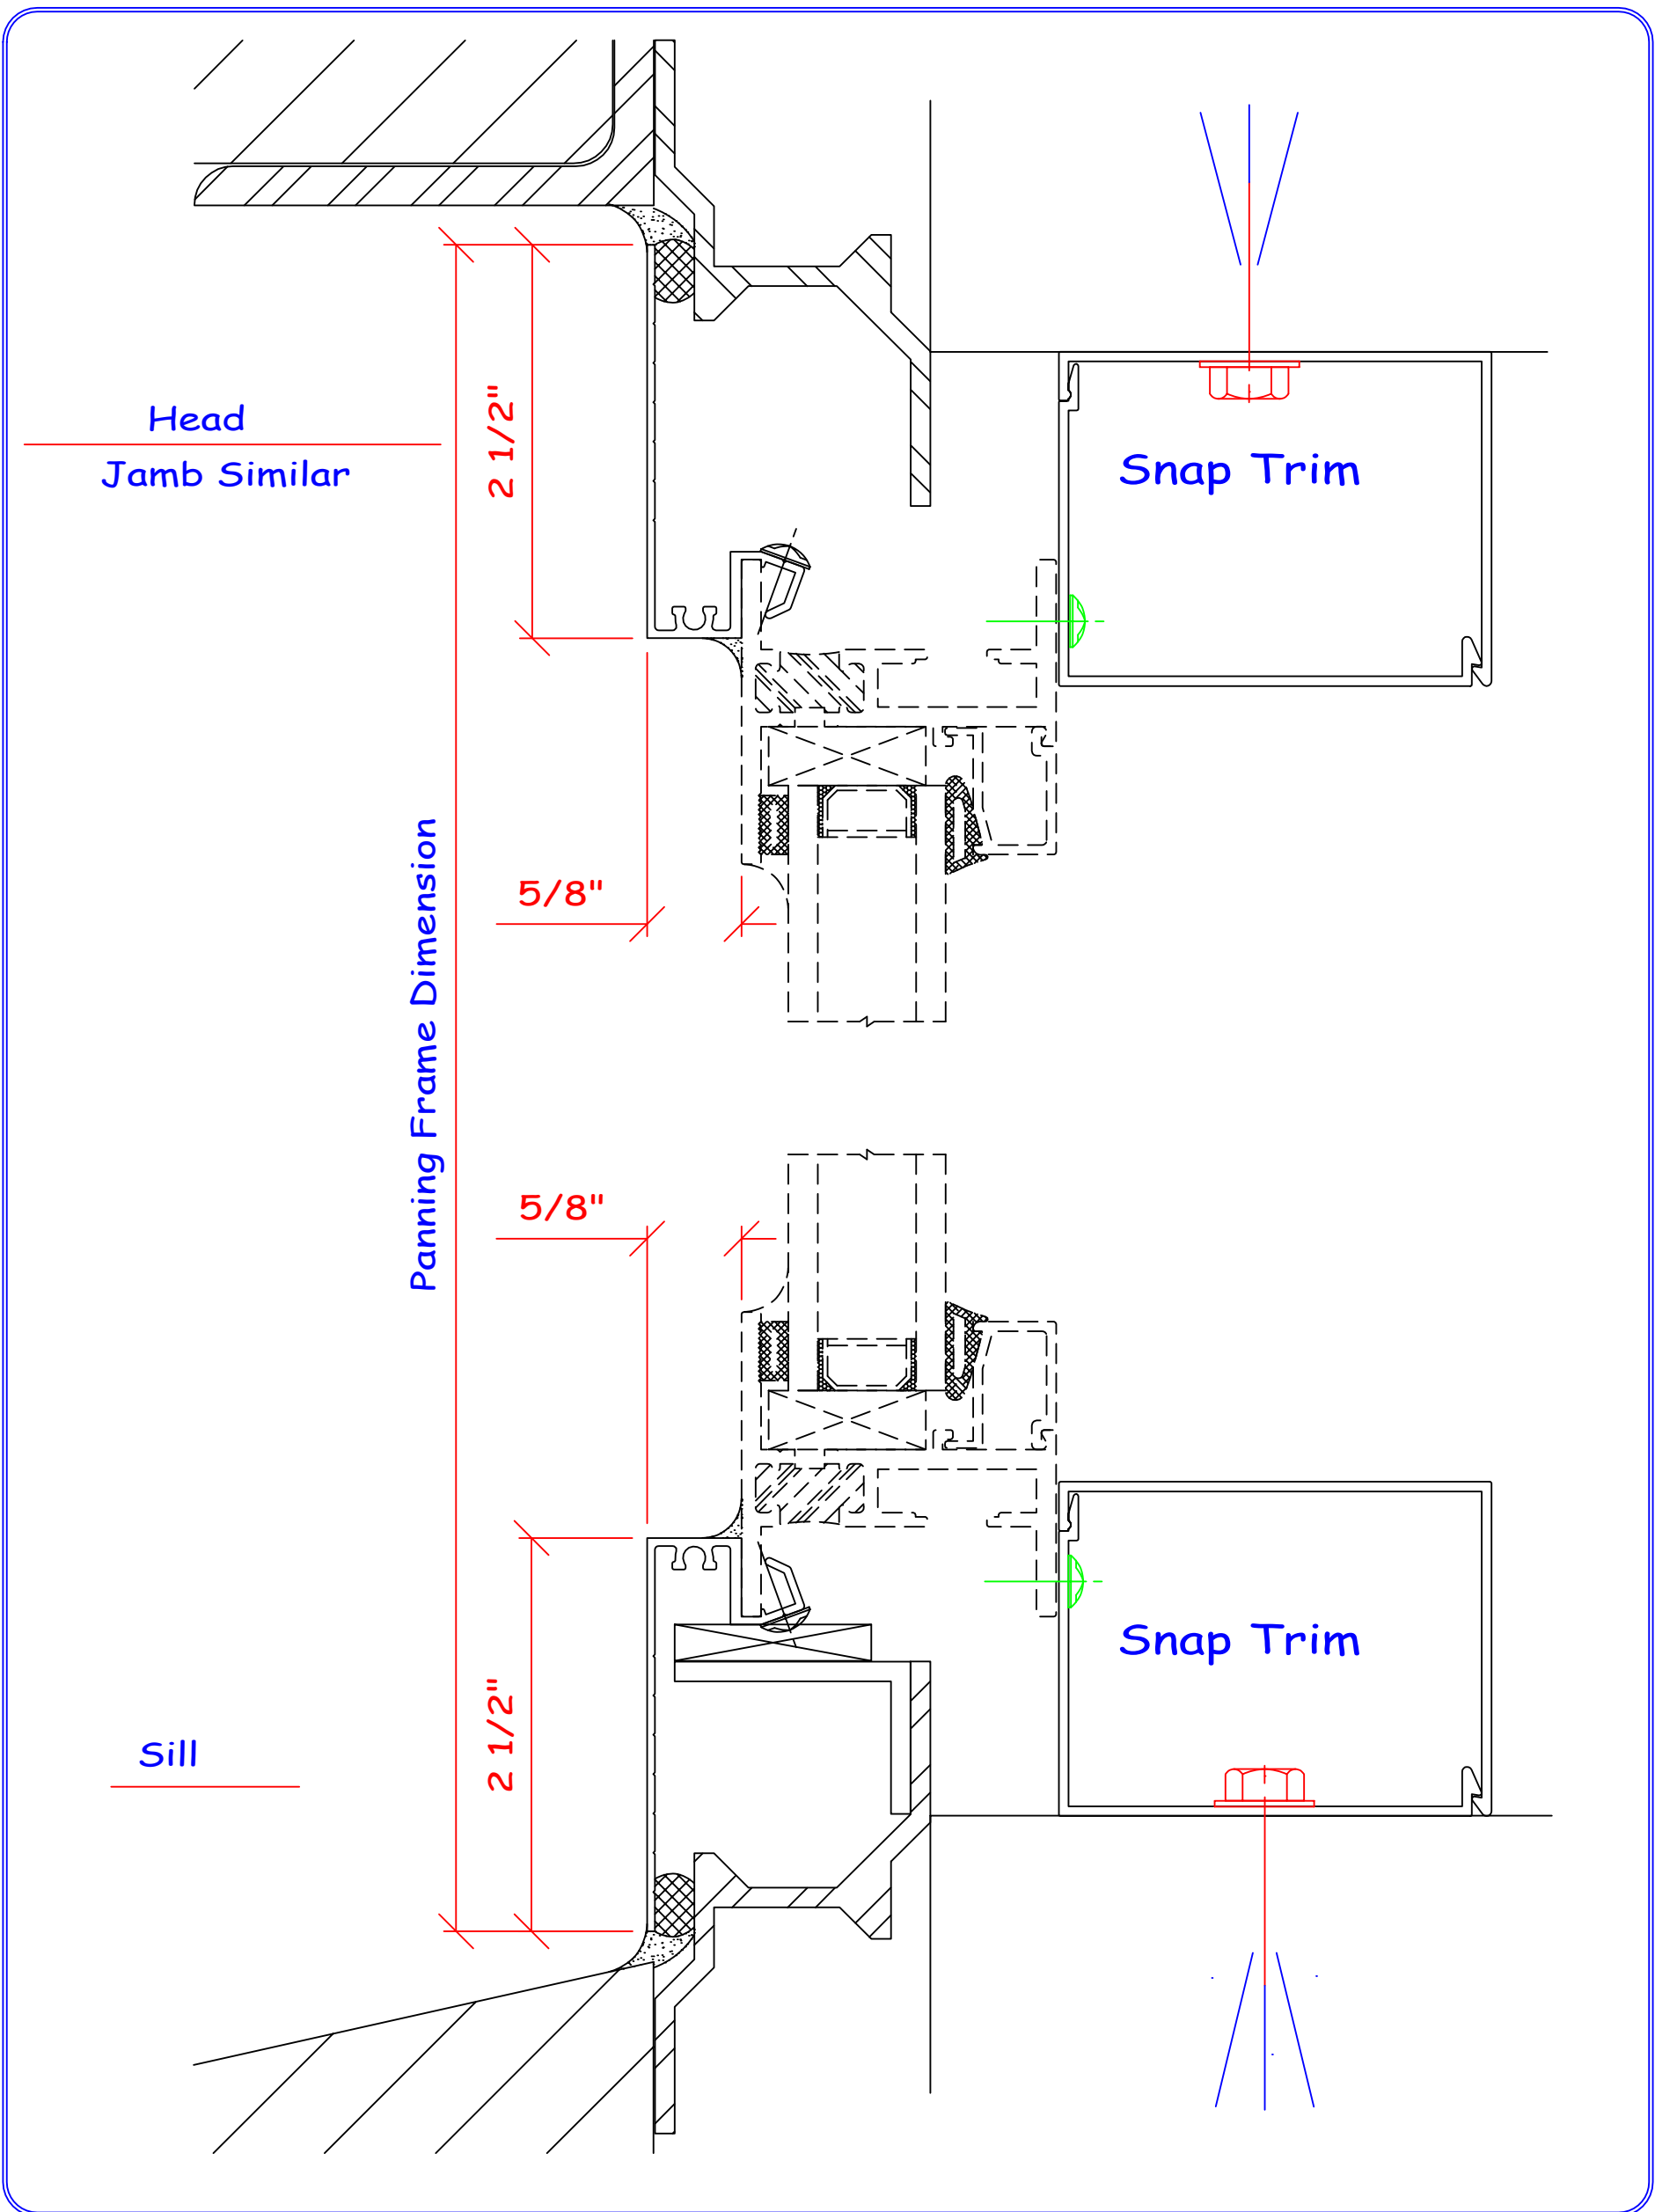 Head
Jamb Similar
2 1/2"
Snap Trim
5/8"
Panning Frame Dimension
5/8"
2 1/2"
Snap Trim
Sill